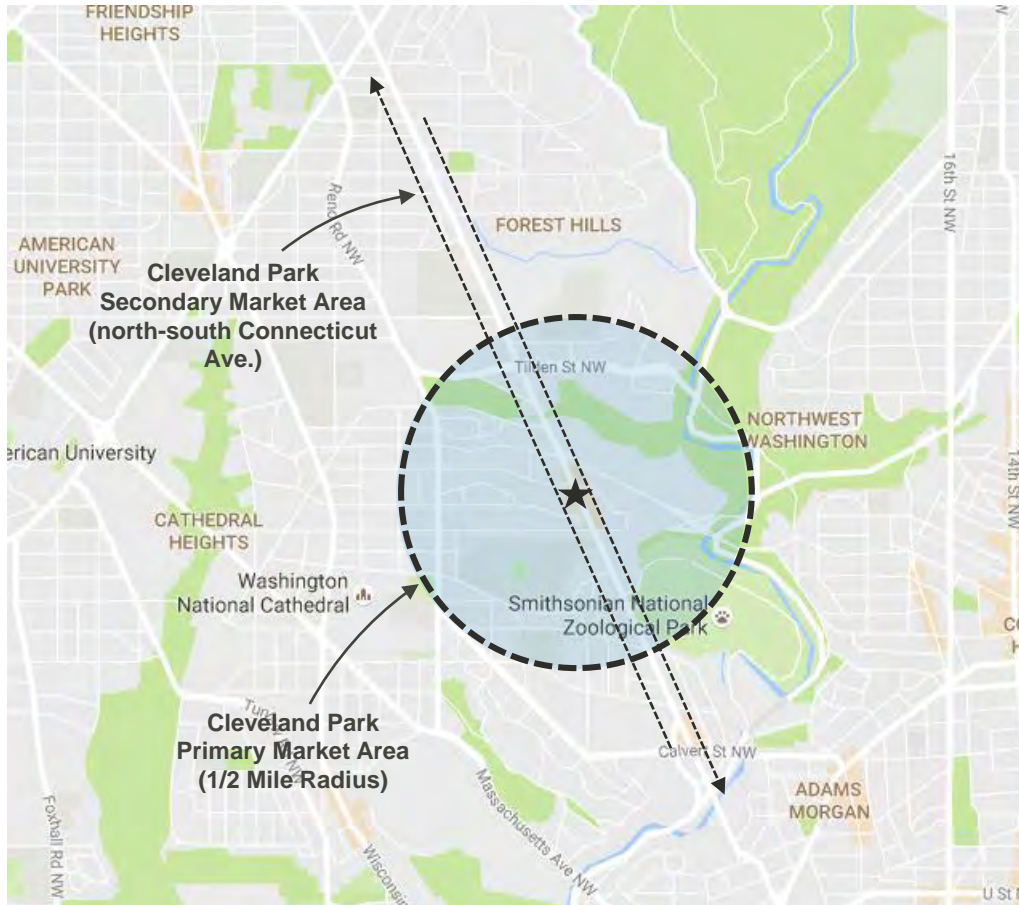 FRIENDSHIP
HEIGHTS
16th St NW
Reno Rd NW
FOREST HILLS
AMERICAN
UNIVERSITY
PARK
Cleveland Park
Secondary Market Area
(north-south Connecticut
Ave.)
Tilden St NW
NORTHWEST
WASHINGTON
erican University
14th St NW
CATHEDRAL
HEIGHTS
Washington
National Cathedral
Smithsonian National
Zoological Park
Cleveland Park
Primary Market Area
(1/2 Mile Radius)
Calvert St NW
ADAMS
MORGAN
Foxhall Rd NW
Massachusetts Ave NW
Wisconsin
U St N